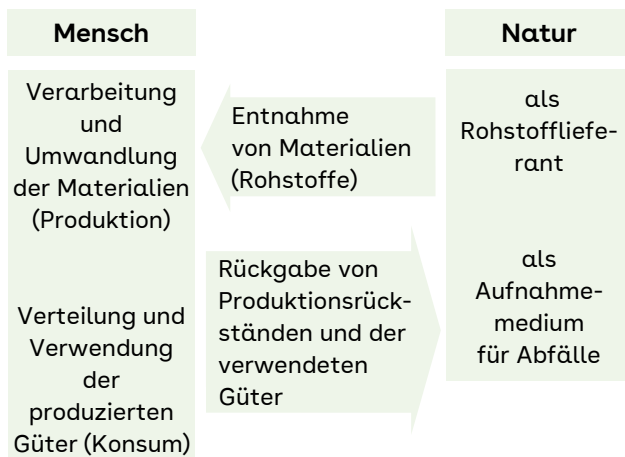 Mensch
Natur
Verarbeitung
und
Umwandlung
der Materialien
(Produktion)
Entnahme
von Materialien
(Rohstoffe)
als
Rohstoffliefe-
rant
Verteilung und
Verwendung
der
produzierten
Güter (Konsum)
Rückgabe von
Produktionsrück-
ständen und der
verwendeten
Güter
als
Aufnahme-
medium
für Abfälle